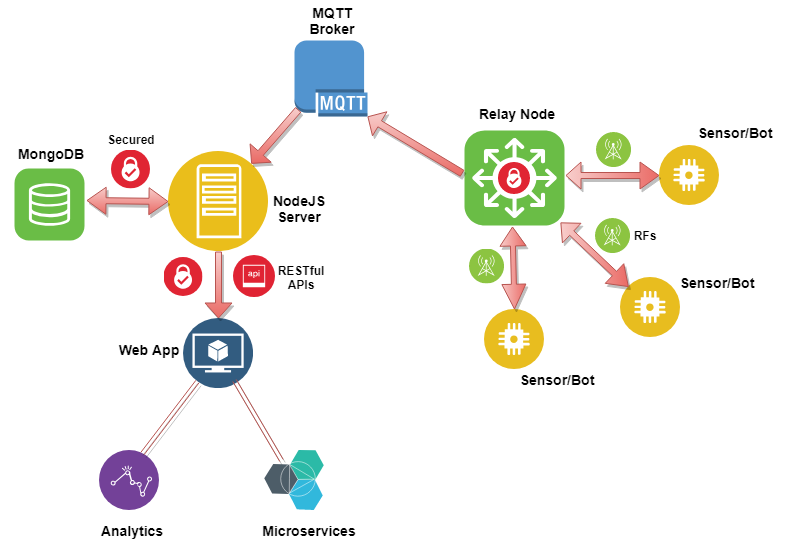 MQTT
Broker
MQTT
Relay Node
Sensor/Bot
Secured
MongoDB
NodeJS
Server
RFs
Sensor/Bot
api
RESTful
APIs
Web App
Sensor/Bot
Analytics
Microservices